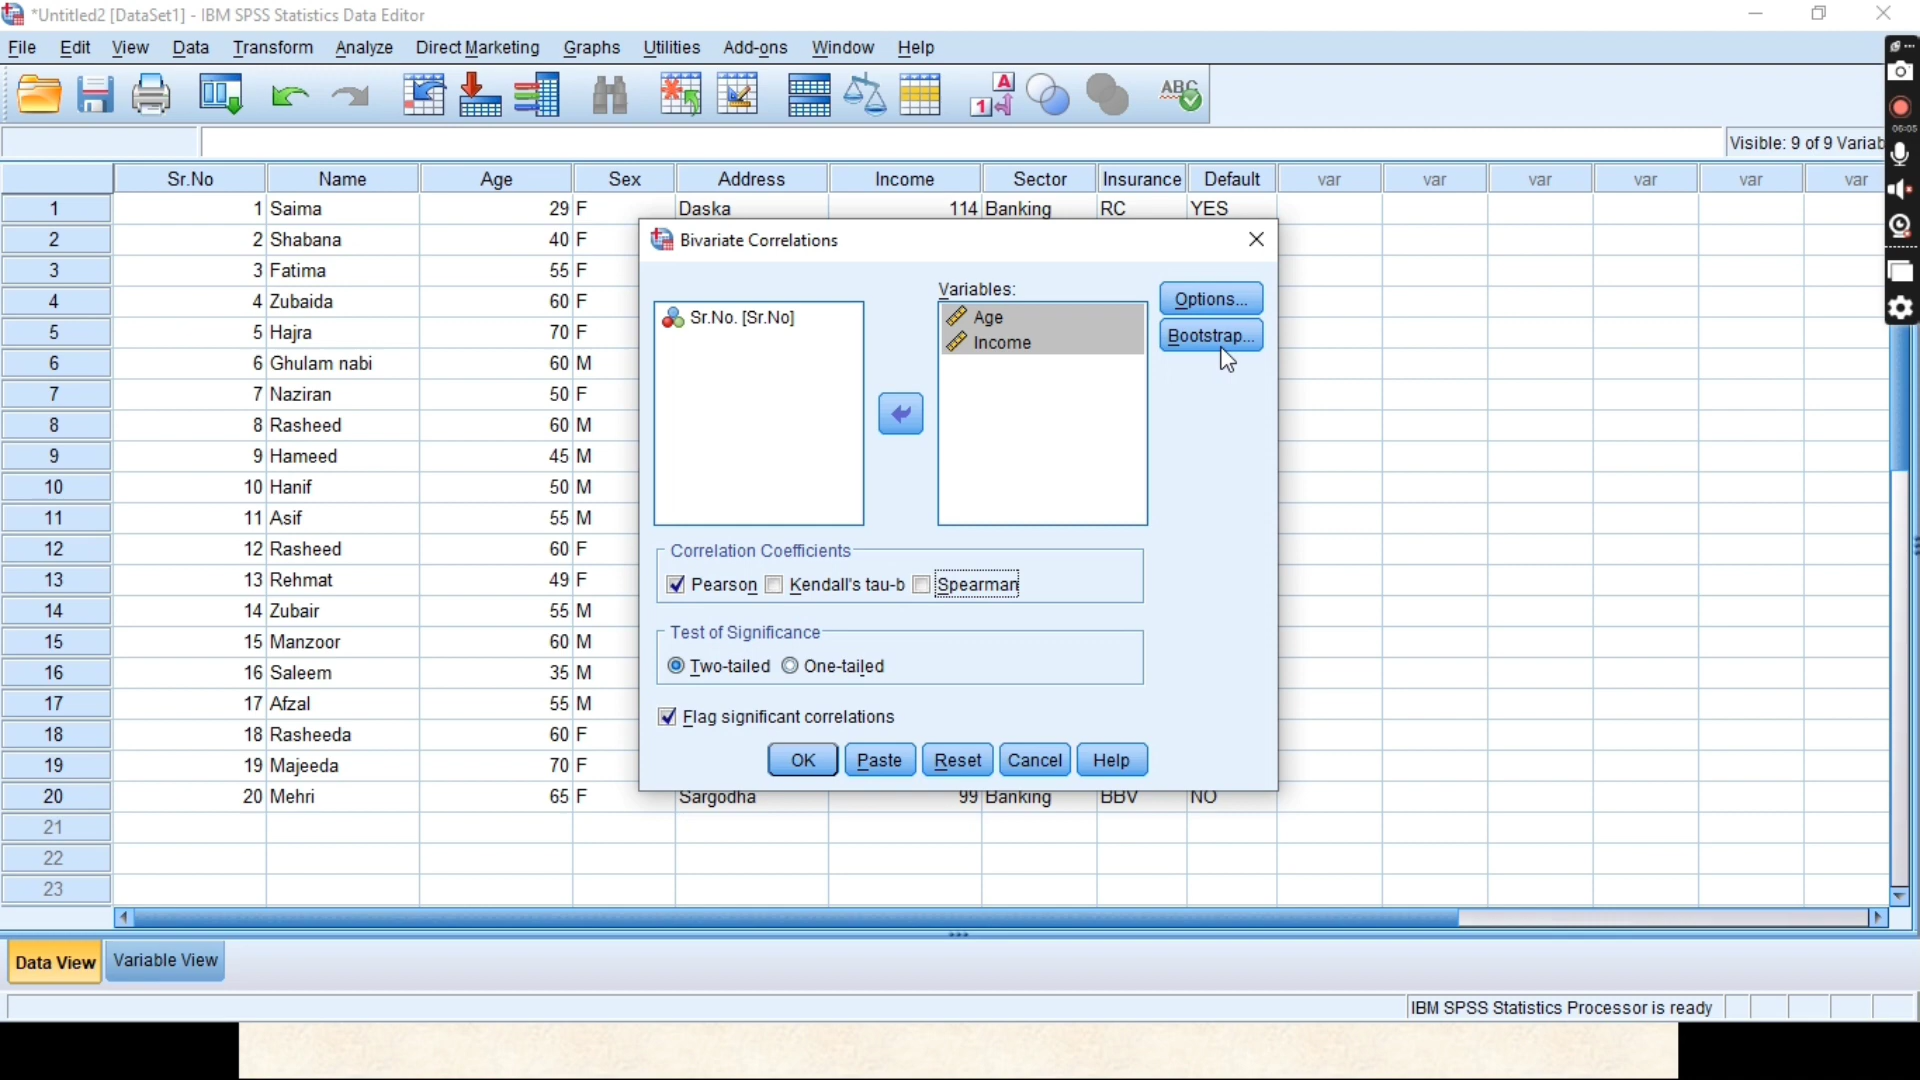 *Untitled2 [DataSet1] - IBM SPSS Statistics Data Editor
File Edit View Data Transform Analyze Direct Marketing Graphs Utilities Add-ons Window Help
1 A ABC
Visible: 9 of 9 Variab
06:05
Sr.No Name Age Sex Address Income Sector Insurance Default var var var var var var
1 1 Saima 29 F Daska 114 Banking RC YES
2 2 Shabana 40 F
3 3 Fatima 55 F
4 4 Zubaida 60 F
5 5 Hajra 70 F
6 6 Ghulam nabi 60 M
7 7 Naziran 50 F
8 8 Rasheed 60 M
9 9 Hameed 45 M
10 10 Hanif 50 M
11 11 Asif 55 M
12 12 Rasheed 60 F
13 13 Rehmat 49 F
14 14 Zubair 55 M
15 15 Manzoor 60 M
16 16 Saleem 35 M
17 17 Afzal 55 M
18 18 Rasheeda 60 F
19 19 Majeeda 70 F
20 20 Mehri 65 F Sargodha 99 Banking BBV NO
21
22
23
Bivariate Correlations
Variables:
Sr.No. [Sr.No]
Age
Income
Options...
Bootstrap...
Correlation Coefficients
Pearson Kendall's tau-b Spearman
Test of Significance
Two-tailed One-tailed
Flag significant correlations
OK Paste Reset Cancel Help
Data View Variable View
IBM SPSS Statistics Processor is ready